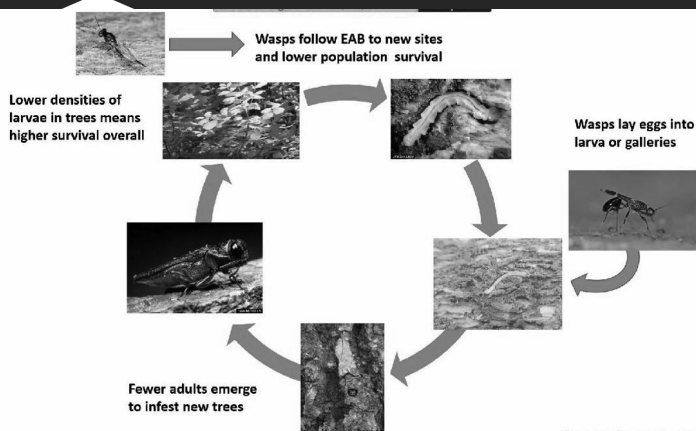 Wasps follow EAB to new sites
and lower population survival
Lower densities of
larvae in trees means
higher survival overall
Wasps lay eggs into
larva or galleries
Fewer adults emerge
to infest new trees